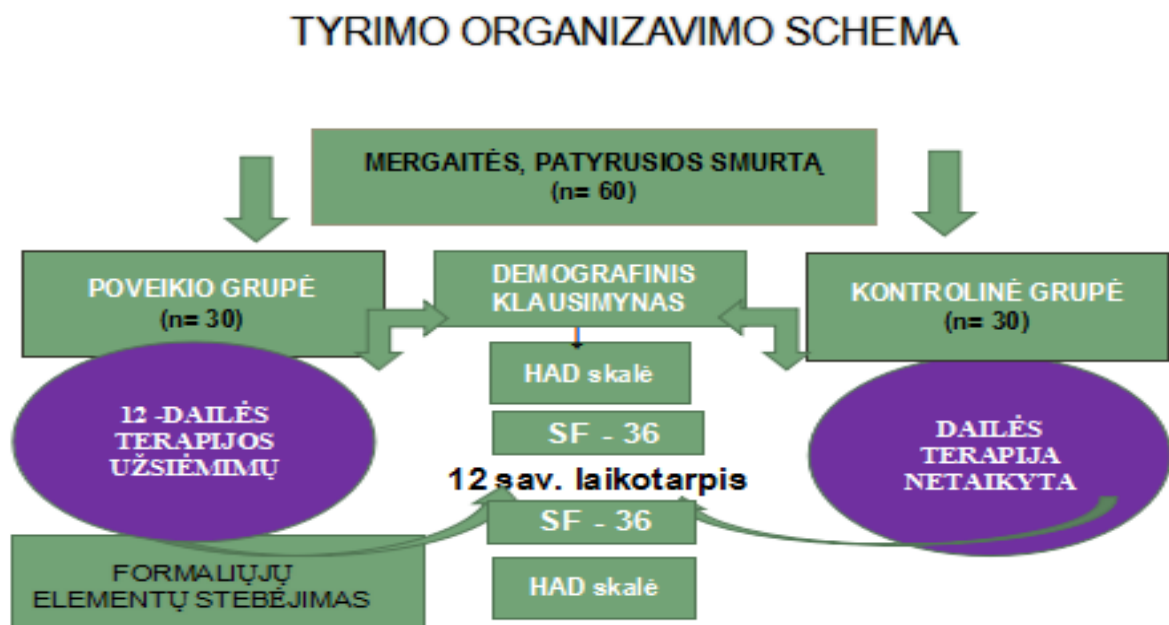 TYRIMO ORGANIZAVIMO SCHEMA
MERGAITĖS, PATYRUSIOS SMURTĄ
(n= 60)
POVEIKIO GRUPĖ
(n= 30)
DEMOGRAFINIS
KLAUSIMYNAS
KONTROLINĖ GRUPĖ
(n= 30)
HAD skalė
SF - 36
12 -DAILĖS
TERAPIJOS
UŽSIĖMIMŲ
DAILĖS
TERAPIJA
NETAIKYTA
12 sav. laikotarpis
SF - 36
HAD skalė
FORMALIŲJŲ
ELEMENTŲ STEBĖJIMAS